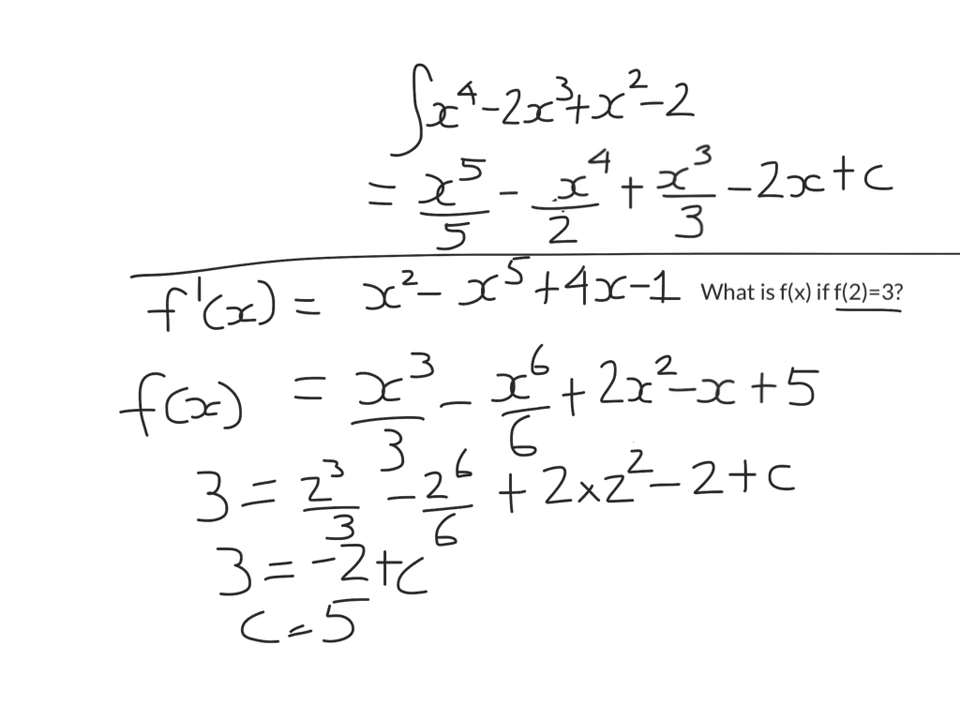 ∫x⁴-2x³+x²-2
= x⁵/5 - x⁴/2 + x³/3 - 2x + c
f'(x) = x² - x⁵ + 4x - 1 What is f(x) if f(2)=3?
f(x) = x³/3 - x⁶/6 + 2x² - x + 5
3 = 2³/3 - 2⁶/6 + 2×2² - 2 + c
3 = -2 + c
c = 5